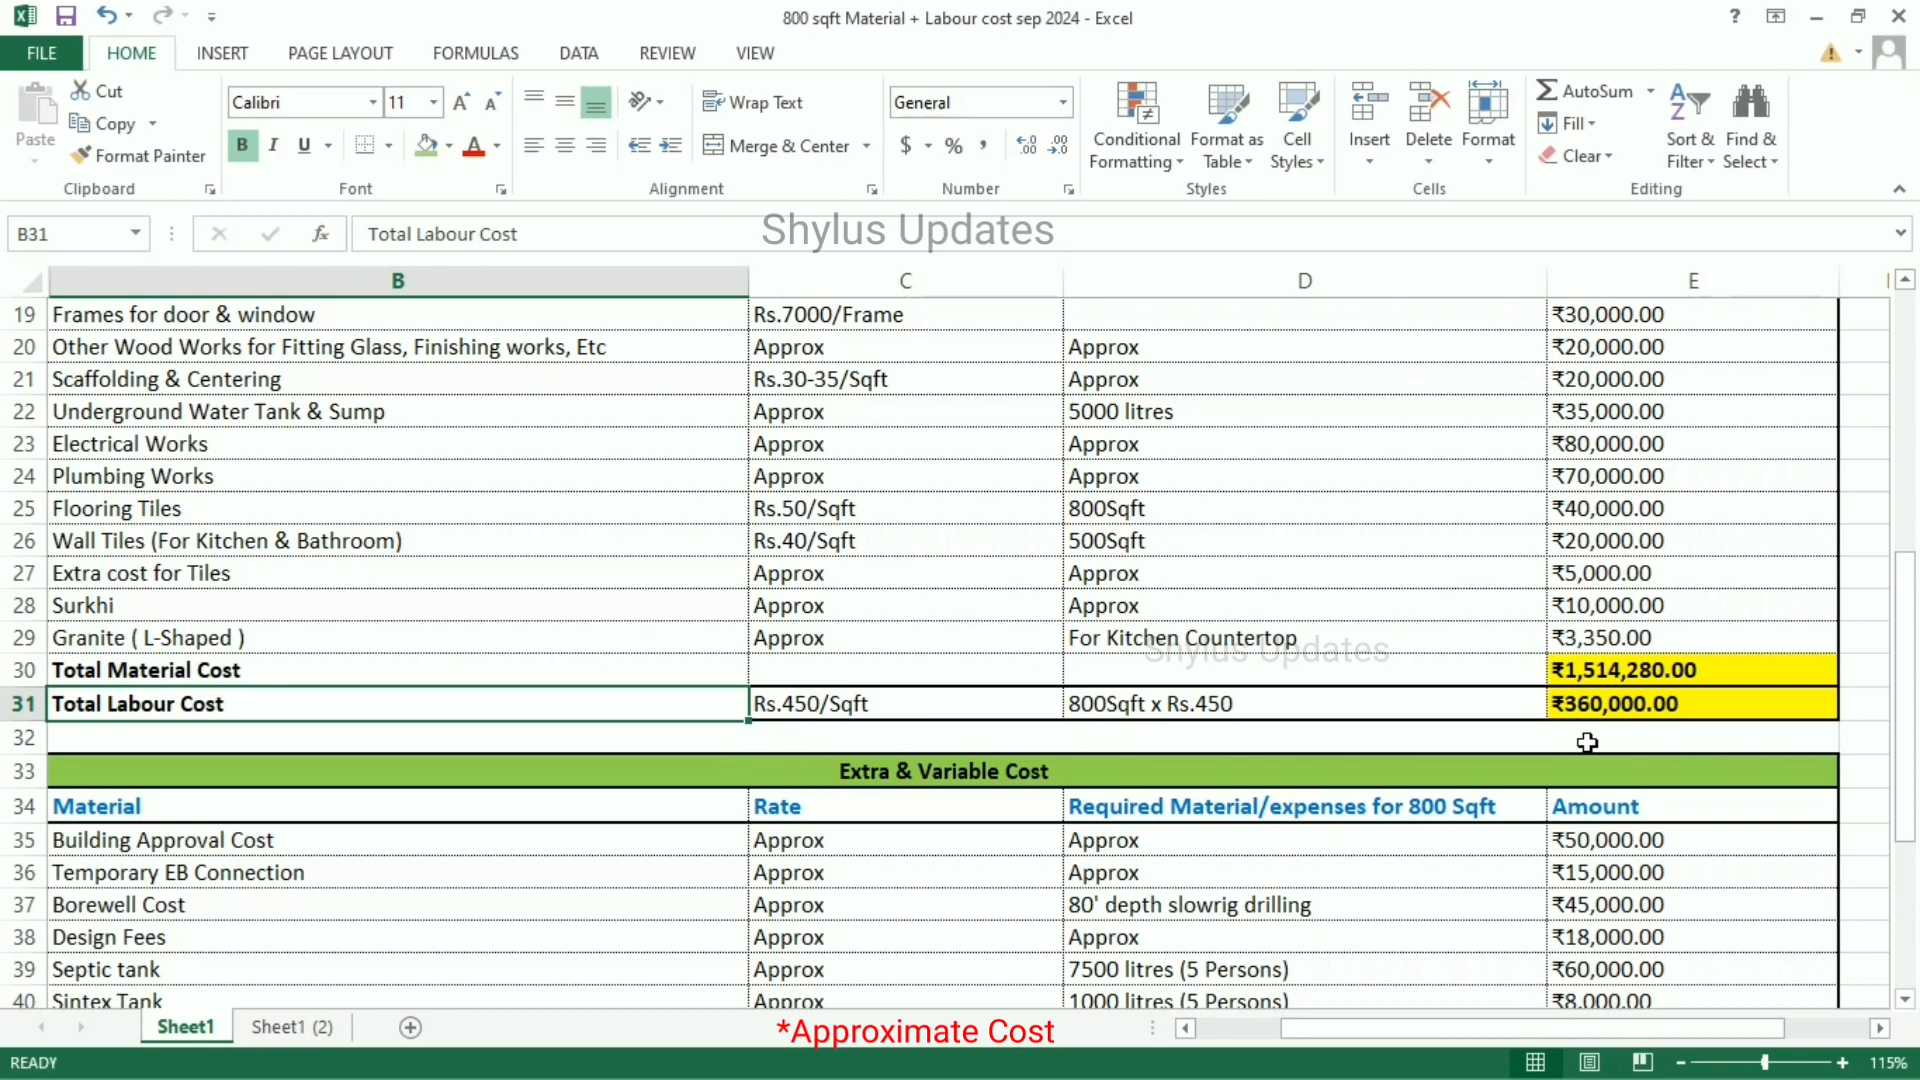 800 sqft Material + Labour cost sep 2024 - Excel
?
FILE HOME INSERT PAGE LAYOUT FORMULAS DATA REVIEW VIEW
Paste
Cut
Copy
Format Painter
Clipboard
Calibri 11
B I U
Font
Wrap Text
Merge & Center
Alignment
General
$ % ,
Number
Conditional Formatting
Format as Table
Cell Styles
Styles
Insert
Delete
Format
Cells
AutoSum
Fill
Clear
Sort & Filter
Find & Select
Editing
B31 fx Total Labour Cost
Shylus Updates
B C D E
19 Frames for door & window Rs.7000/Frame ₹30,000.00
20 Other Wood Works for Fitting Glass, Finishing works, Etc Approx Approx ₹20,000.00
21 Scaffolding & Centering Rs.30-35/Sqft Approx ₹20,000.00
22 Underground Water Tank & Sump Approx 5000 litres ₹35,000.00
23 Electrical Works Approx Approx ₹80,000.00
24 Plumbing Works Approx Approx ₹70,000.00
25 Flooring Tiles Rs.50/Sqft 800Sqft ₹40,000.00
26 Wall Tiles (For Kitchen & Bathroom) Rs.40/Sqft 500Sqft ₹20,000.00
27 Extra cost for Tiles Approx Approx ₹5,000.00
28 Surkhi Approx Approx ₹10,000.00
29 Granite ( L-Shaped ) Approx For Kitchen Countertop ₹3,350.00
Shylus Updates
30 Total Material Cost ₹1,514,280.00
31 Total Labour Cost Rs.450/Sqft 800Sqft x Rs.450 ₹360,000.00
32
33 Extra & Variable Cost
34 Material Rate Required Material/expenses for 800 Sqft Amount
35 Building Approval Cost Approx Approx ₹50,000.00
36 Temporary EB Connection Approx Approx ₹15,000.00
37 Borewell Cost Approx 80' depth slowrig drilling ₹45,000.00
38 Design Fees Approx Approx ₹18,000.00
39 Septic tank Approx 7500 litres (5 Persons) ₹60,000.00
40 Sintex Tank Approx 1000 litres (5 Persons) ₹8,000.00
Sheet1 Sheet1 (2)
*Approximate Cost
READY
115%